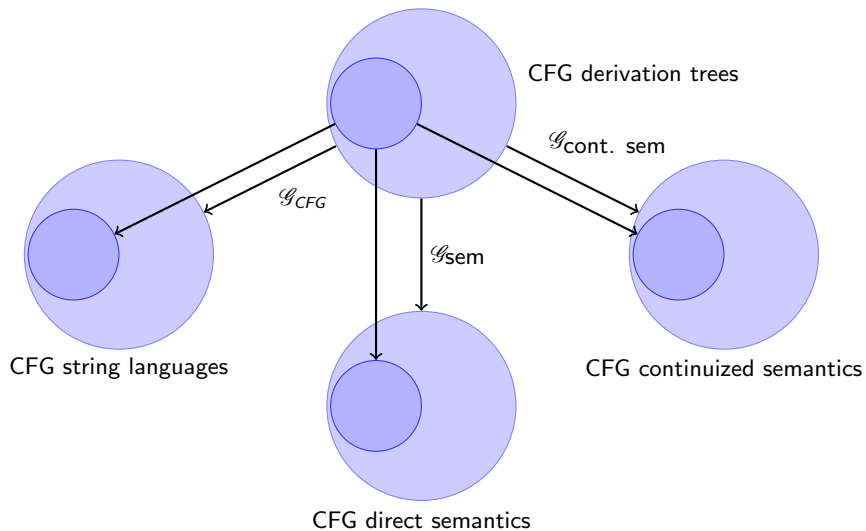 CFG derivation trees
𝒢cont. sem
𝒢CFG
𝒢sem
CFG string languages
CFG continuized semantics
CFG direct semantics